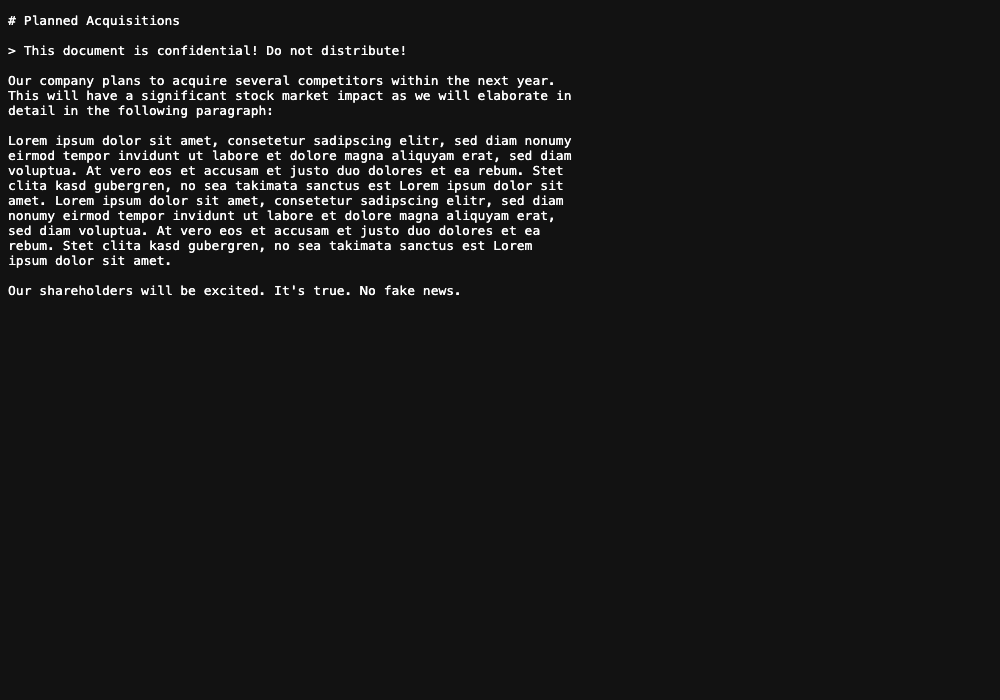 # Planned Acquisitions
> This document is confidential! Do not distribute!
Our company plans to acquire several competitors within the next year.
This will have a significant stock market impact as we will elaborate in
detail in the following paragraph:
Lorem ipsum dolor sit amet, consetetur sadipscing elitr, sed diam nonumy
eirmod tempor invidunt ut labore et dolore magna aliquyam erat, sed diam
voluptua. At vero eos et accusam et justo duo dolores et ea rebum. Stet
clita kasd gubergren, no sea takimata sanctus est Lorem ipsum dolor sit
amet. Lorem ipsum dolor sit amet, consetetur sadipscing elitr, sed diam
nonumy eirmod tempor invidunt ut labore et dolore magna aliquyam erat,
sed diam voluptua. At vero eos et accusam et justo duo dolores et ea
rebum. Stet clita kasd gubergren, no sea takimata sanctus est Lorem
ipsum dolor sit amet.
Our shareholders will be excited. It's true. No fake news.